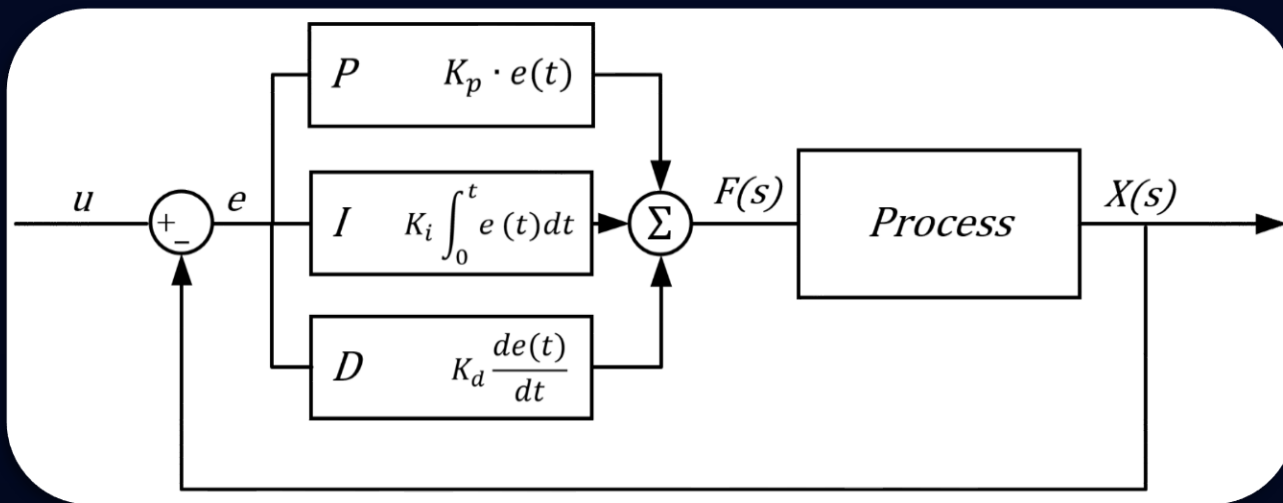 P K_p · e(t)
u
+
−
e
I K_i ∫_0^t e (t)dt
Σ
F(s)
Process
X(s)
D K_d de(t)/dt